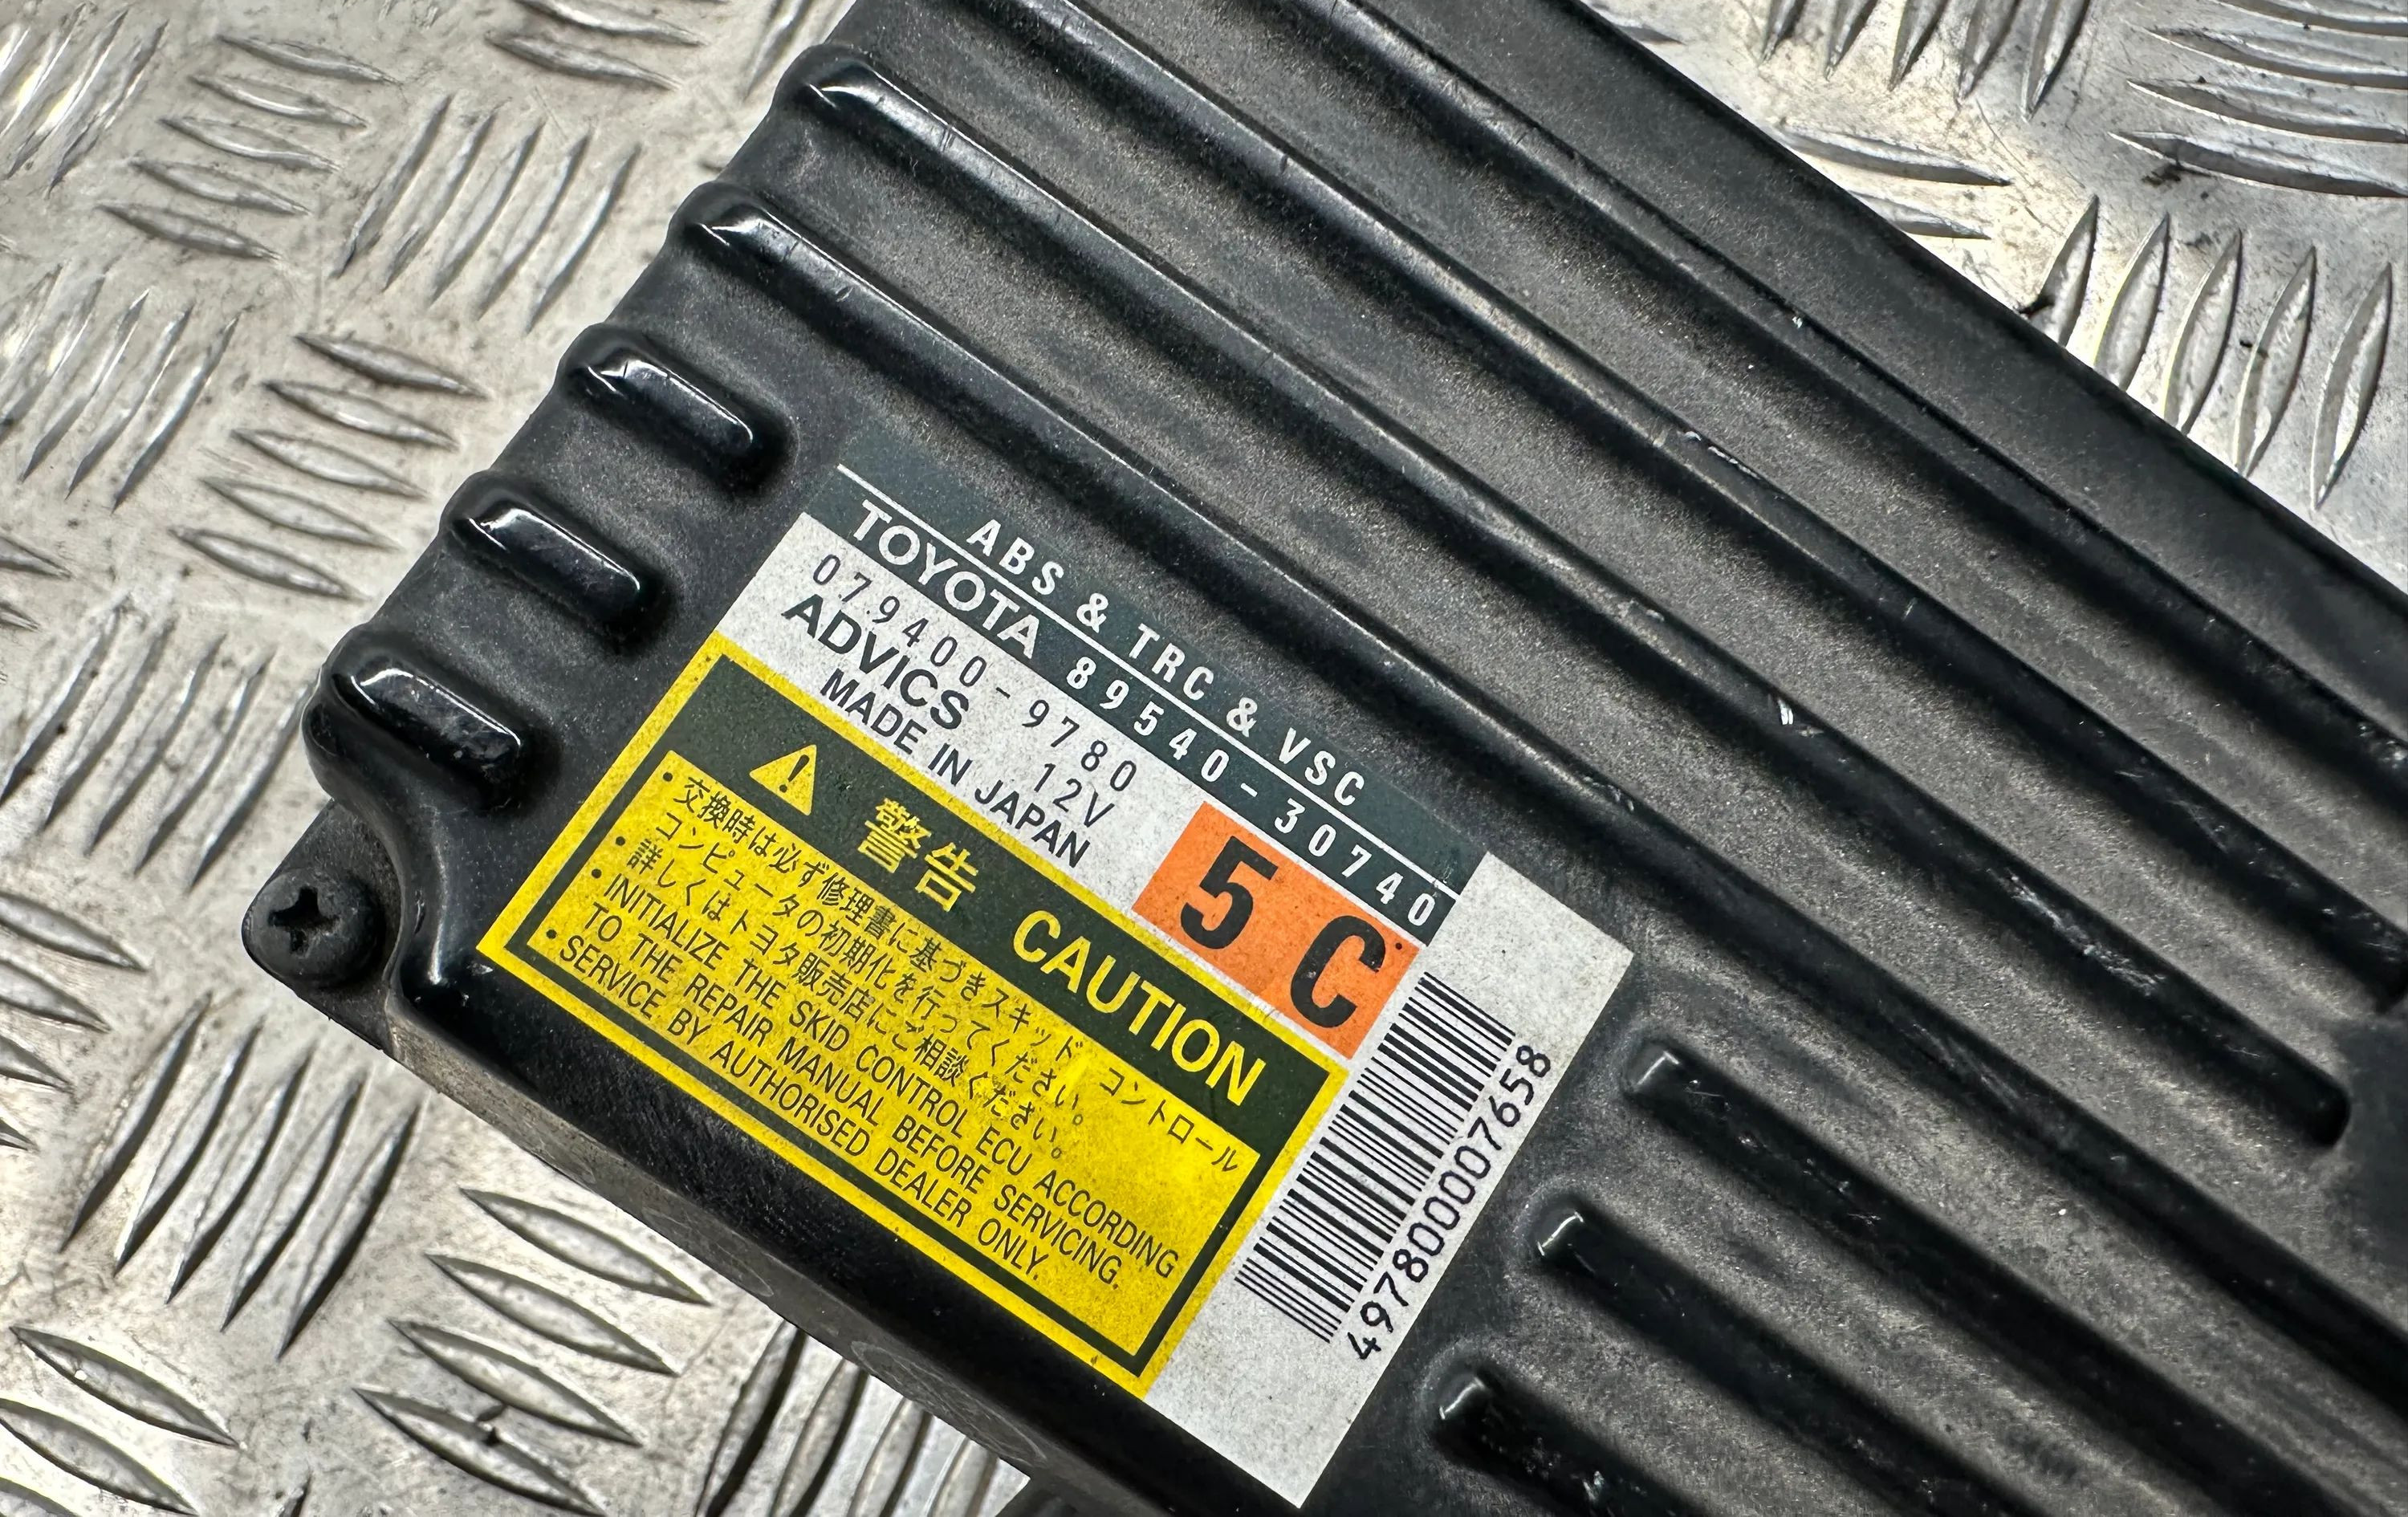 ABS & TRC & VSC
TOYOTA 89540-30740
079400-9780
ADVICS 12V
MADE IN JAPAN
5C
警告 CAUTION
・交換時は必ず修理書に基づきスキッドコントロール
コンピュータの初期化を行ってください。
・詳しくはトヨタ販売店にご相談ください。
・INITIALIZE THE SKID CONTROL ECU ACCORDING
TO THE REPAIR MANUAL BEFORE SERVICING.
・SERVICE BY AUTHORISED DEALER ONLY.
497800007658